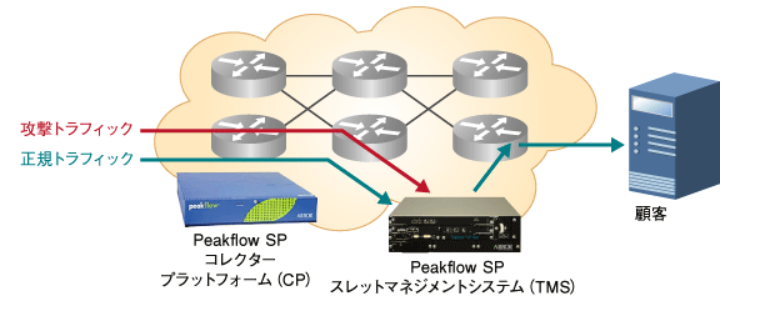 攻撃トラフィック
正規トラフィック
peakflow
ARBOR
Peakflow SP
コレクター
プラットフォーム（CP）
Peakflow SP
スレットマネジメントシステム（TMS）
顧客